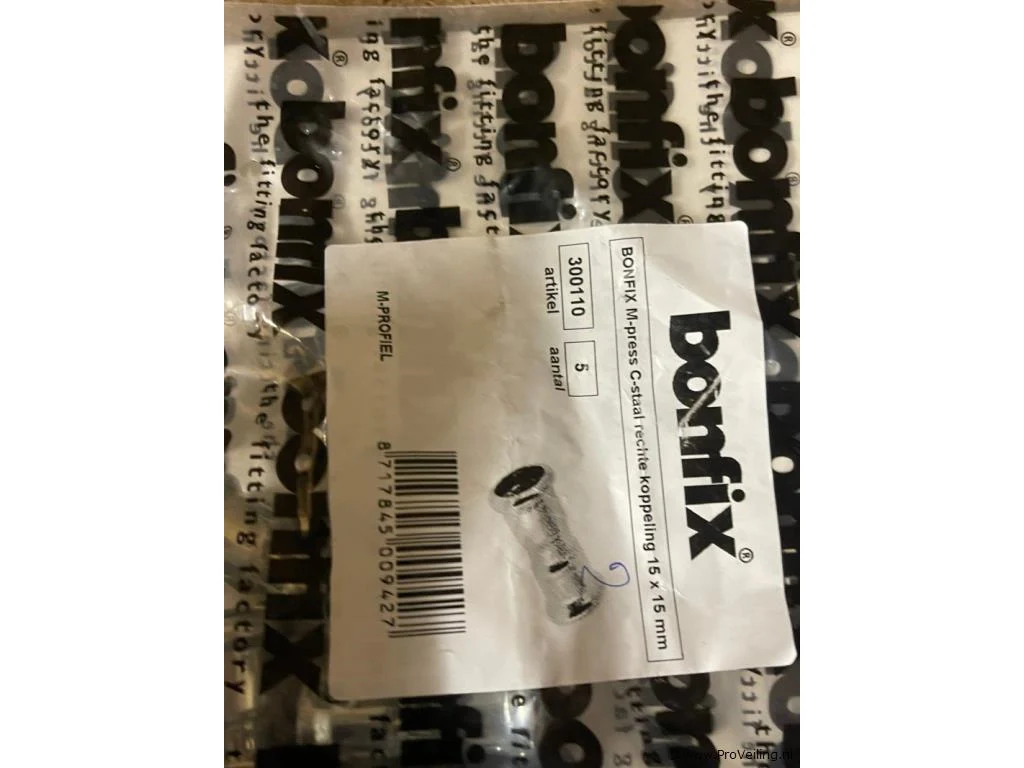 bonfix®
BONFIX M-press C-staal rechte koppeling 15 x 15 mm
300110 5
artikel aantal
2
M-PROFIEL
8 717845 009427
bonfix®
the fitting factory
www.ProVeiling.nl